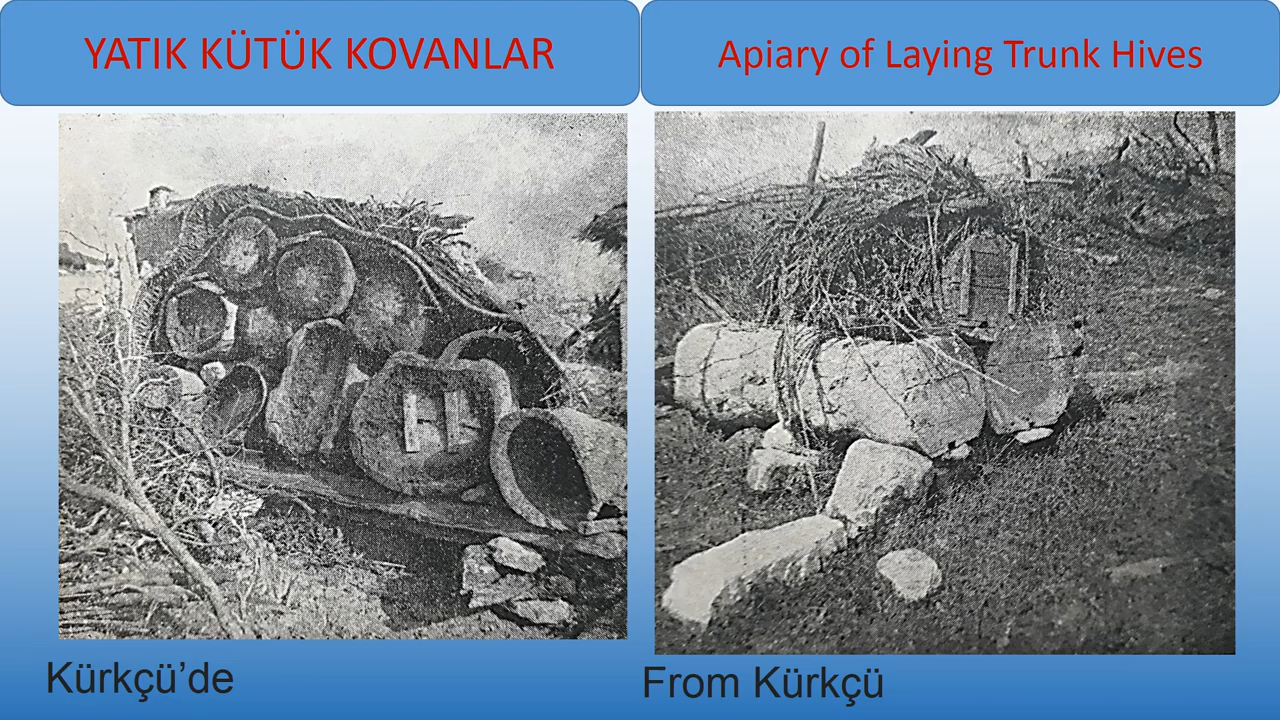 YATIK KÜTÜK KOVANLAR
Apiary of Laying Trunk Hives
Kürkçü’de
From Kürkçü